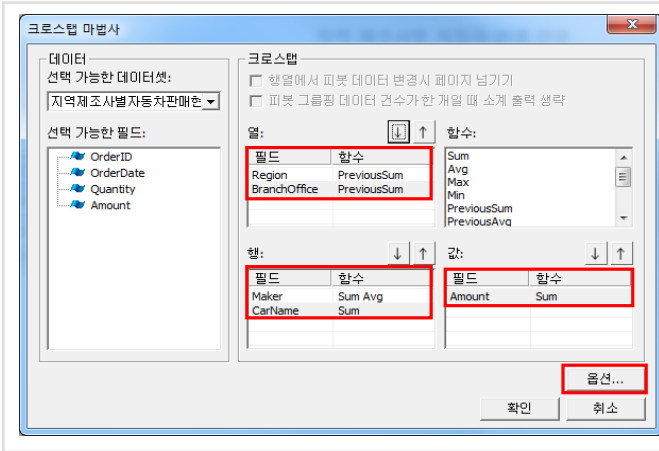 크로스탭 마법사
데이터
선택 가능한 데이터셋:
지역제조사별자동차판매현
선택 가능한 필드:
OrderID
OrderDate
Quantity
Amount
크로스탭
행열에서 피봇 데이터 변경시 페이지 넘기기
피봇 그룹핑 데이터 건수가 한 개일 때 소계 출력 생략
열:
필드 함수
Region PreviousSum
BranchOffice PreviousSum
함수:
Sum
Avg
Max
Min
PreviousSum
PreviousAvg
행:
필드 함수
Maker Sum Avg
CarName Sum
값:
필드 함수
Amount Sum
옵션...
확인 취소